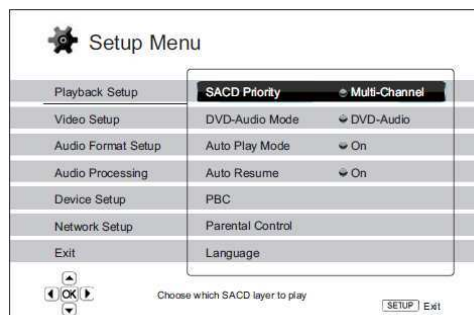 Setup Menu
Playback Setup
Video Setup
Audio Format Setup
Audio Processing
Device Setup
Network Setup
Exit
SACD Priority Multi-Channel
DVD-Audio Mode DVD-Audio
Auto Play Mode On
Auto Resume On
PBC
Parental Control
Language
OK
Choose which SACD layer to play
SETUP Exit